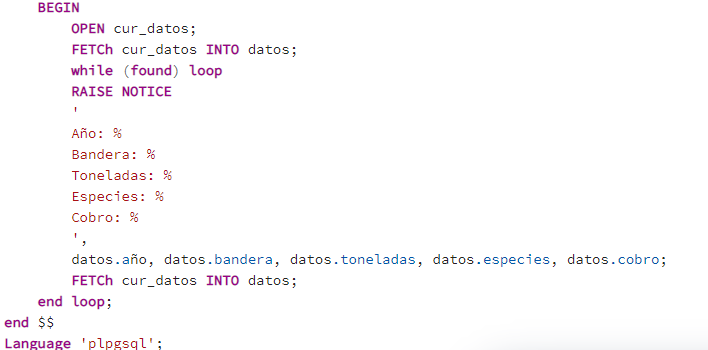 BEGIN
OPEN cur_datos;
FETCh cur_datos INTO datos;
while (found) loop
RAISE NOTICE
'
Año: %
Bandera: %
Toneladas: %
Especies: %
Cobro: %
',
datos.año, datos.bandera, datos.toneladas, datos.especies, datos.cobro;
FETCh cur_datos INTO datos;
end loop;
end $$
Language 'plpgsql';